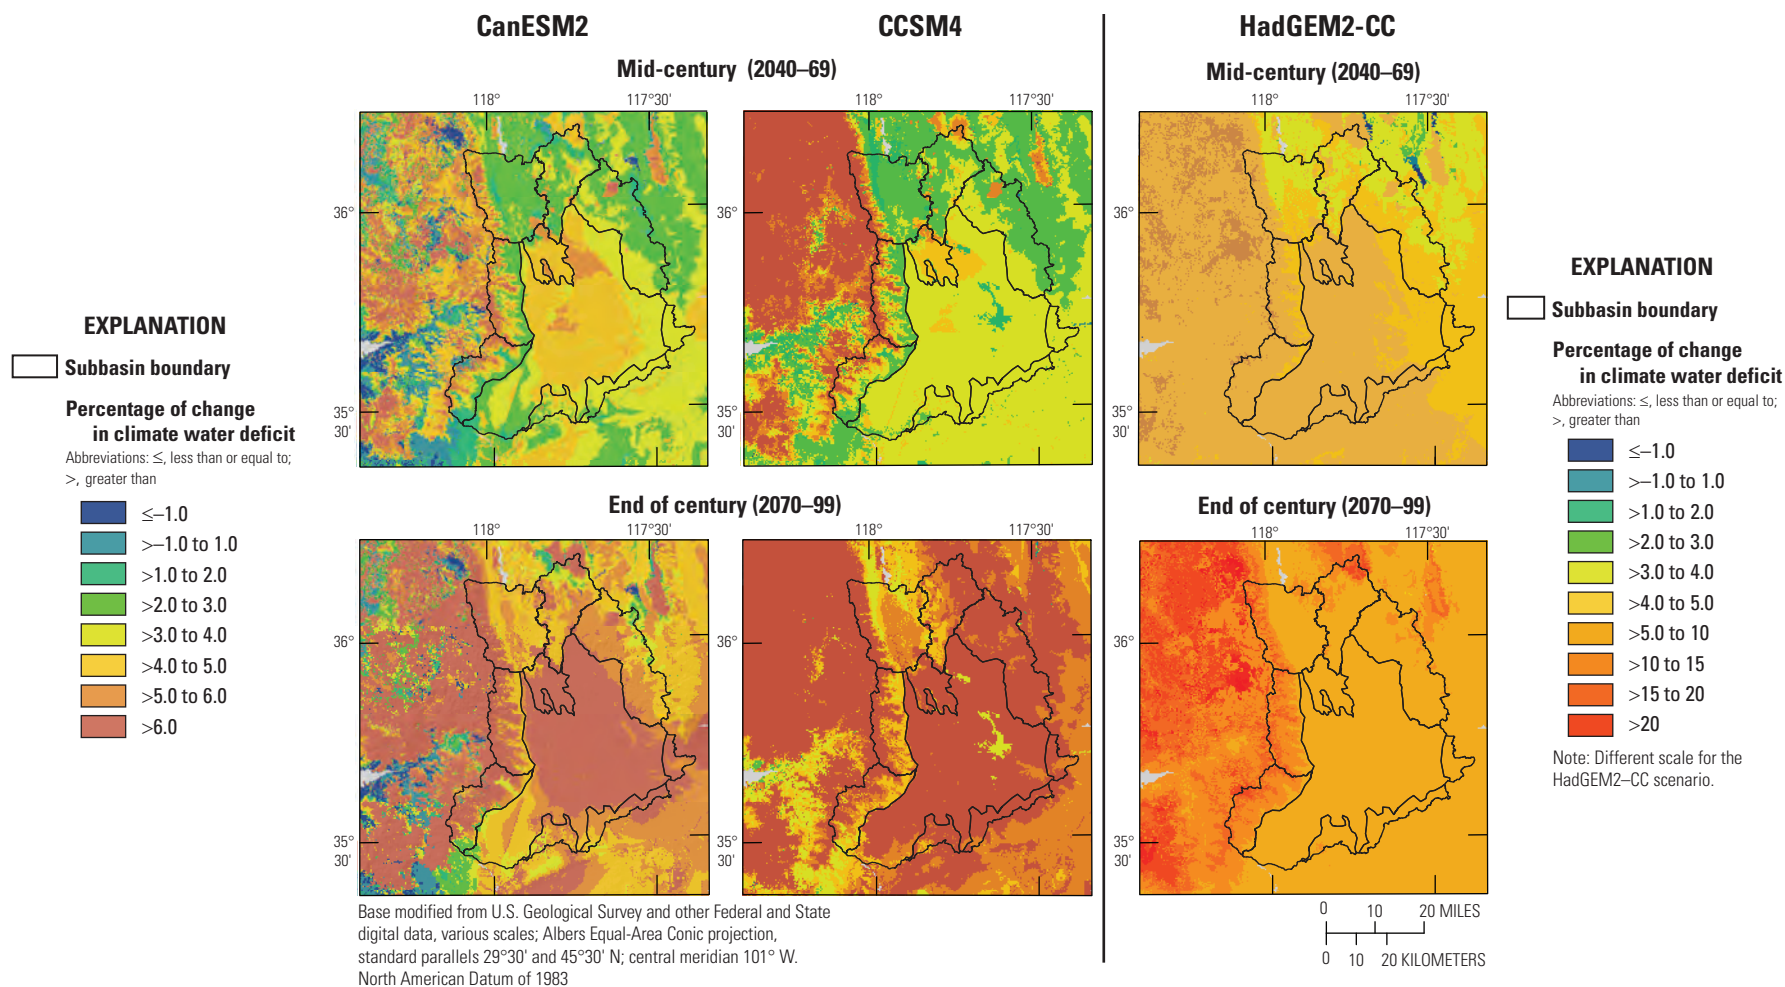 CanESM2
CCSM4
HadGEM2-CC
Mid-century (2040–69)
Mid-century (2040–69)
118°
117°30'
118°
117°30'
118°
117°30'
36°
36°
36°
35°
30'
35°
30'
35°
30'
EXPLANATION
Subbasin boundary
Percentage of change
in climate water deficit
Abbreviations: ≤, less than or equal to;
>, greater than
≤–1.0
>–1.0 to 1.0
>1.0 to 2.0
>2.0 to 3.0
>3.0 to 4.0
>4.0 to 5.0
>5.0 to 6.0
>6.0
EXPLANATION
Subbasin boundary
Percentage of change
in climate water deficit
Abbreviations: ≤, less than or equal to;
>, greater than
≤–1.0
>–1.0 to 1.0
>1.0 to 2.0
>2.0 to 3.0
>3.0 to 4.0
>4.0 to 5.0
>5.0 to 10
>10 to 15
>15 to 20
>20
Note: Different scale for the
HadGEM2–CC scenario.
End of century (2070–99)
End of century (2070–99)
118°
117°30'
118°
117°30'
118°
117°30'
36°
36°
36°
35°
30'
35°
30'
35°
30'
Base modified from U.S. Geological Survey and other Federal and State
digital data, various scales; Albers Equal-Area Conic projection,
standard parallels 29°30' and 45°30' N; central meridian 101° W.
North American Datum of 1983
0 10 20 MILES
0 10 20 KILOMETERS